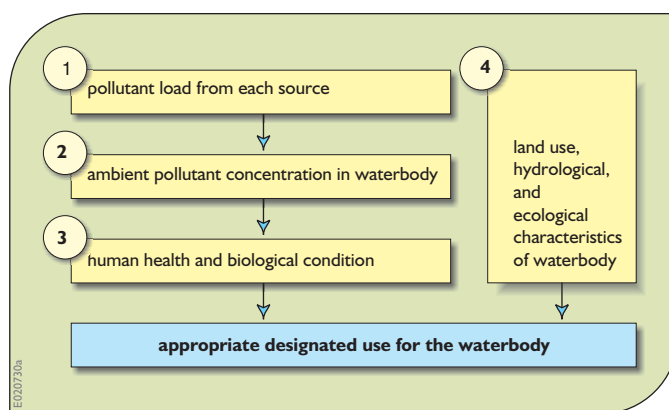 1
pollutant load from each source
2
ambient pollutant concentration in waterbody
3
human health and biological condition
4
land use,
hydrological,
and
ecological
characteristics
of waterbody
appropriate designated use for the waterbody
E020730a